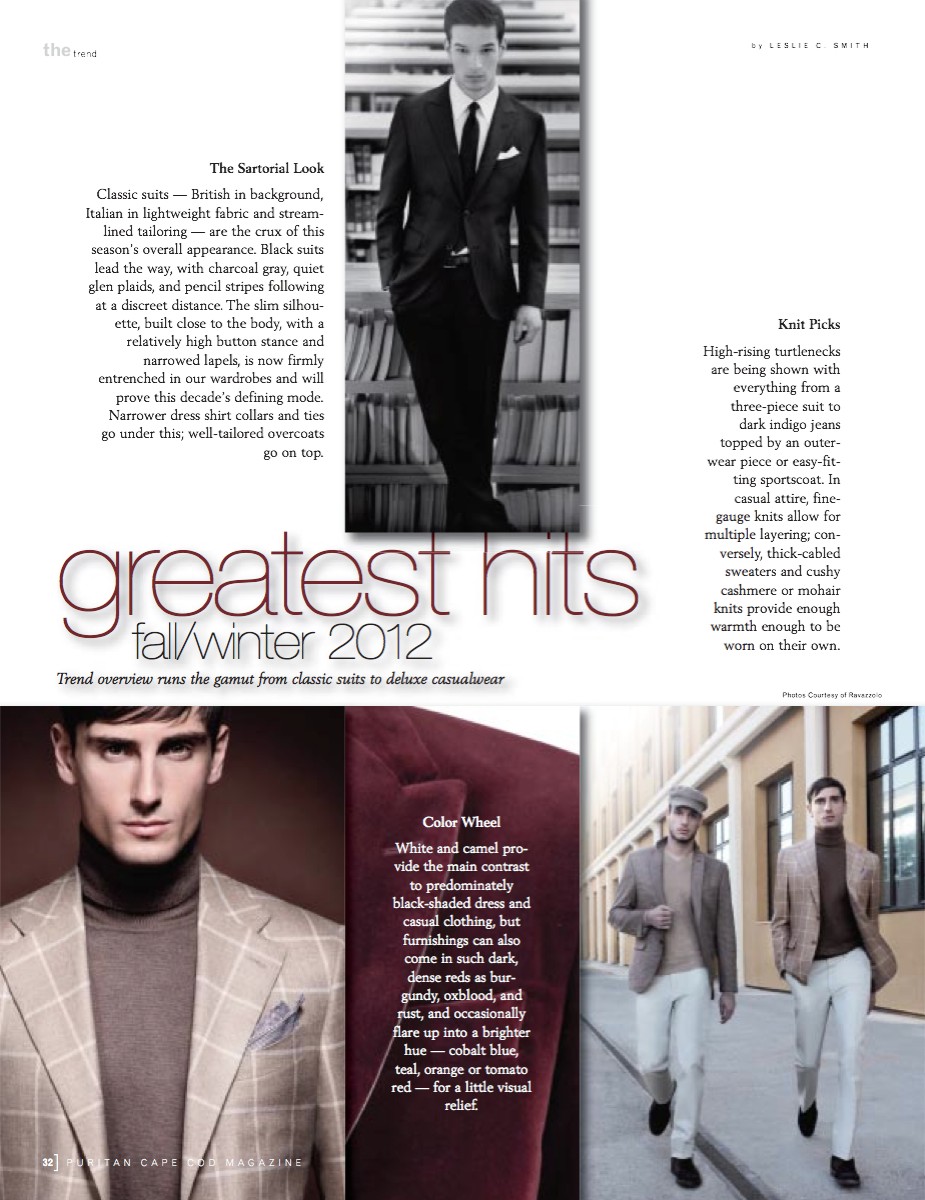 the trend
by LESLIE C. SMITH
The Sartorial Look
Classic suits — British in background,
Italian in lightweight fabric and stream-
lined tailoring — are the crux of this
season's overall appearance. Black suits
lead the way, with charcoal gray, quiet
glen plaids, and pencil stripes following
at a discreet distance. The slim silhou-
ette, built close to the body, with a
relatively high button stance and
narrowed lapels, is now firmly
entrenched in our wardrobes and will
prove this decade's defining mode.
Narrower dress shirt collars and ties
go under this; well-tailored overcoats
go on top.
Knit Picks
High-rising turtlenecks
are being shown with
everything from a
three-piece suit to
dark indigo jeans
topped by an outer-
wear piece or easy-fit-
ting sportscoat. In
casual attire, fine-
gauge knits allow for
multiple layering; con-
versely, thick-cabled
sweaters and cushy
cashmere or mohair
knits provide enough
warmth enough to be
worn on their own.
greatest hits
fall/winter 2012
Trend overview runs the gamut from classic suits to deluxe casualwear
Photos Courtesy of Ravazzolo
Color Wheel
White and camel pro-
vide the main contrast
to predominately
black-shaded dress and
casual clothing, but
furnishings can also
come in such dark,
dense reds as bur-
gundy, oxblood, and
rust, and occasionally
flare up into a brighter
hue — cobalt blue,
teal, orange or tomato
red — for a little visual
relief.
32] PURITAN CAPE COD MAGAZINE